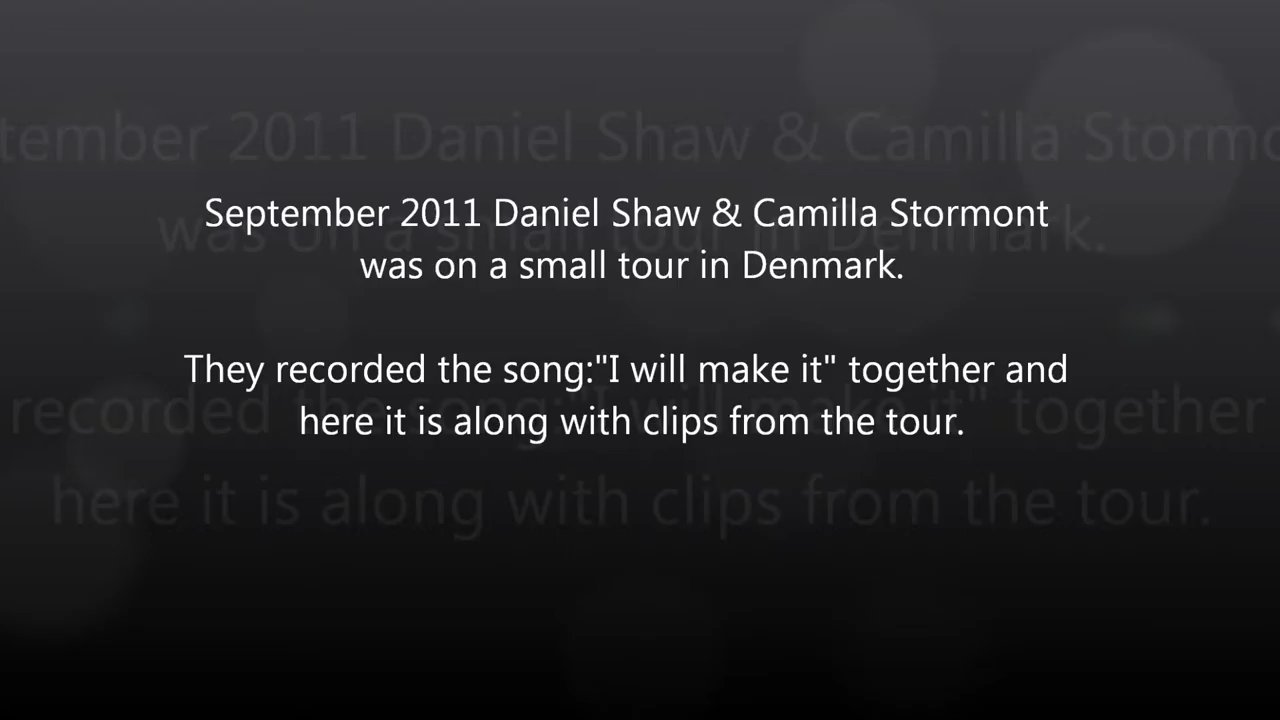 September 2011 Daniel Shaw & Camilla Stormont
was on a small tour in Denmark.
They recorded the song:"I will make it" together and
here it is along with clips from the tour.